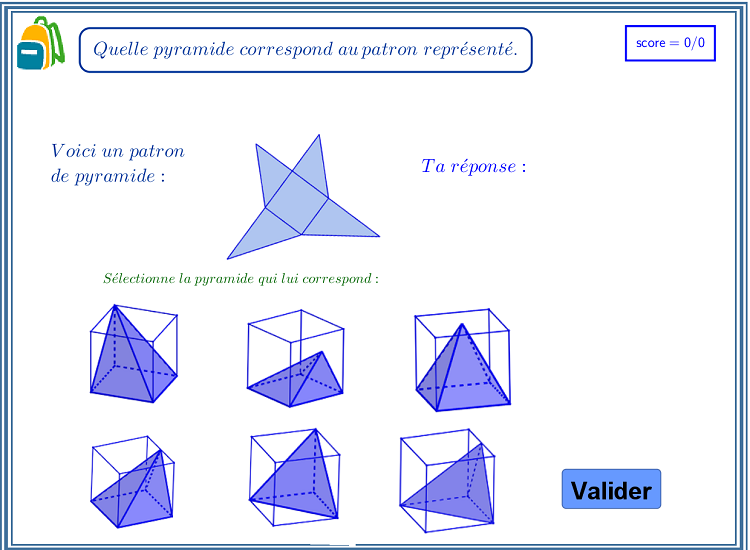 Quelle pyramide correspond au patron représenté.
score = 0/0
Voici un patron
de pyramide :
Ta réponse :
Sélectionne la pyramide qui lui correspond :
Valider